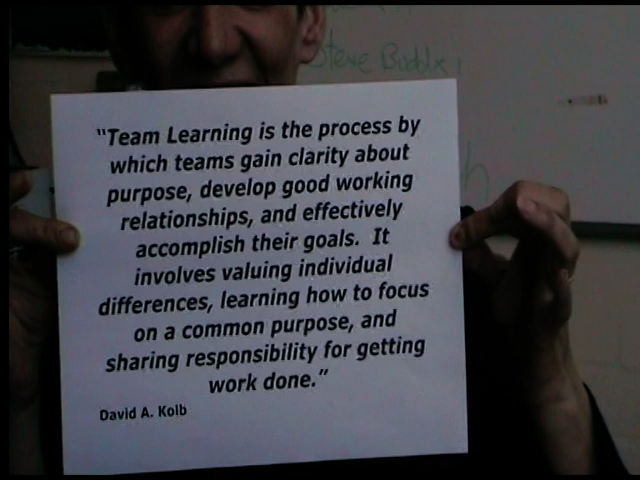 Steve
"Team Learning is the process by
which teams gain clarity about
purpose, develop good working
relationships, and effectively
accomplish their goals. It
involves valuing individual
differences, learning how to focus
on a common purpose, and
sharing responsibility for getting
work done."
David A. Kolb